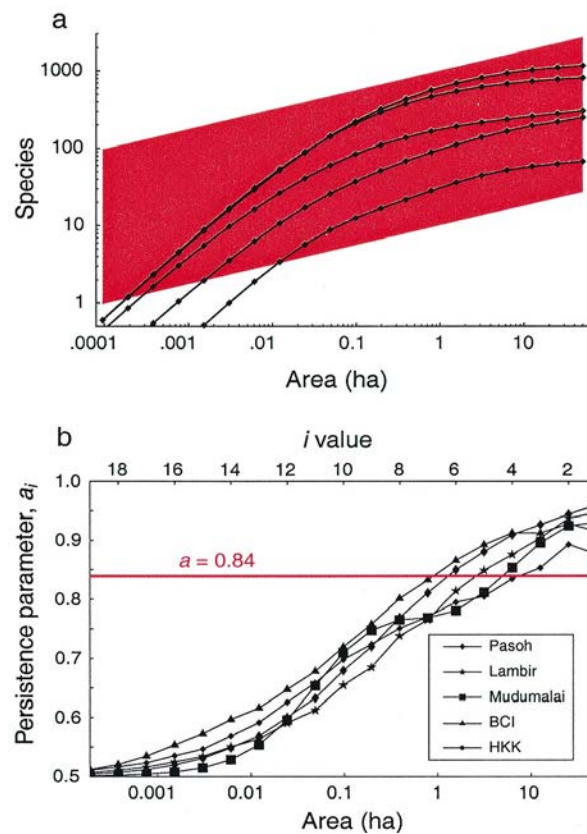 a
Species
1000
100
10
1
.0001
.001
.01
0.1
1
10
Area (ha)
b
i value
18 16 14 12 10 8 6 4 2
Persistence parameter, aᵢ
1.0
0.9
0.8
0.7
0.6
0.5
a = 0.84
Pasoh
Lambir
Mudumalai
BCI
HKK
0.001 0.01 0.1 1 10
Area (ha)